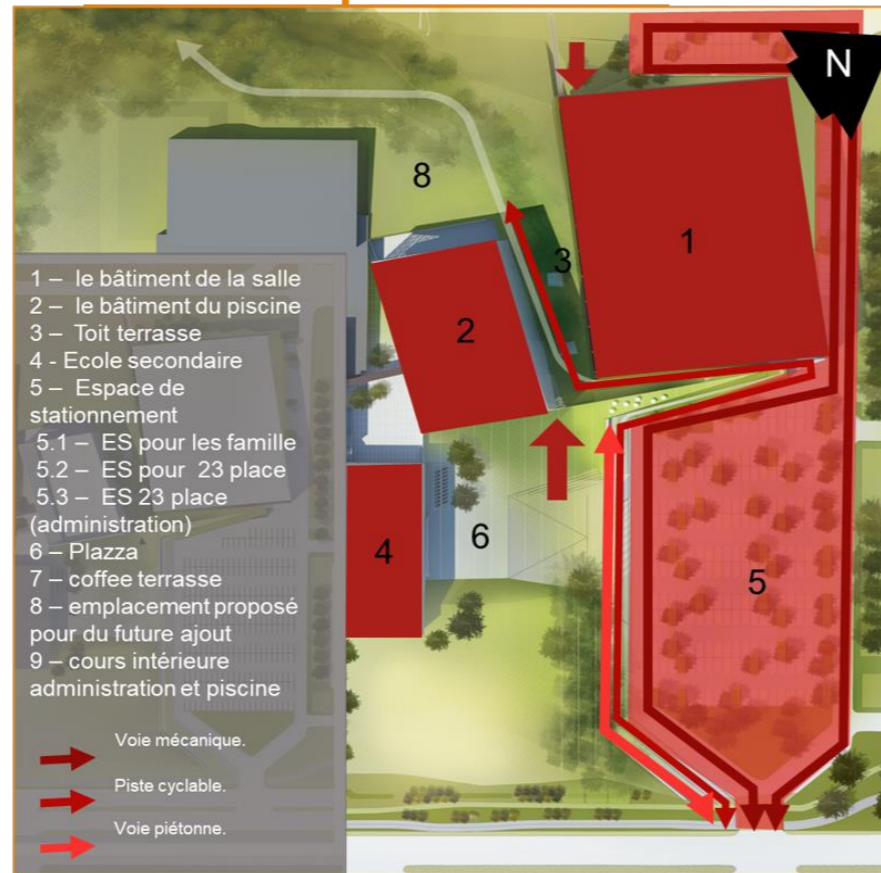 N
8
1
3
2
4
6
5
1 – le bâtiment de la salle
2 – le bâtiment du piscine
3 – Toit terrasse
4 - Ecole secondaire
5 – Espace de
stationnement
5.1 – ES pour les famille
5.2 – ES pour 23 place
5.3 – ES 23 place
(administration)
6 – Plazza
7 – coffee terrasse
8 – emplacement proposé
pour du future ajout
9 – cours intérieure
administration et piscine
Voie mécanique.
Piste cyclable.
Voie piétonne.